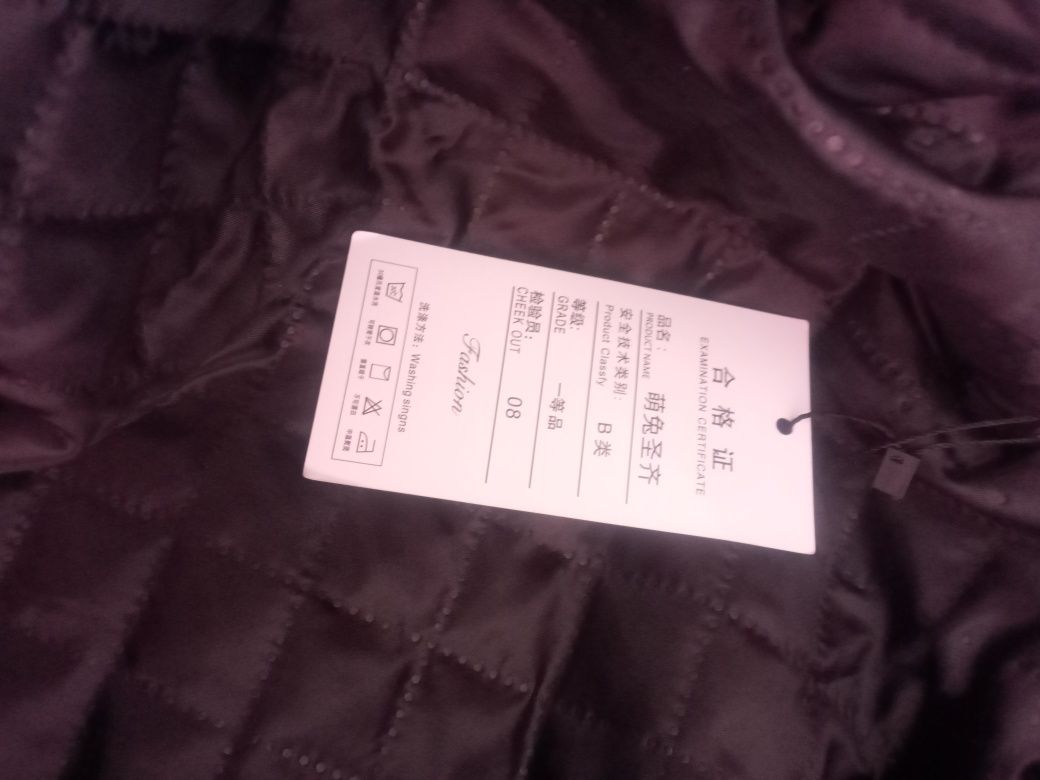 合格证
EXAMINATION CERTIFICATE
品名： 萌兔圣齐
PRODUCT NAME
安全技术类别： B 类
Product Classfy
等级： 一等品
GRADE
检验员： 08
CHEEK OUT
Fashion
洗涤方法：Washing singns